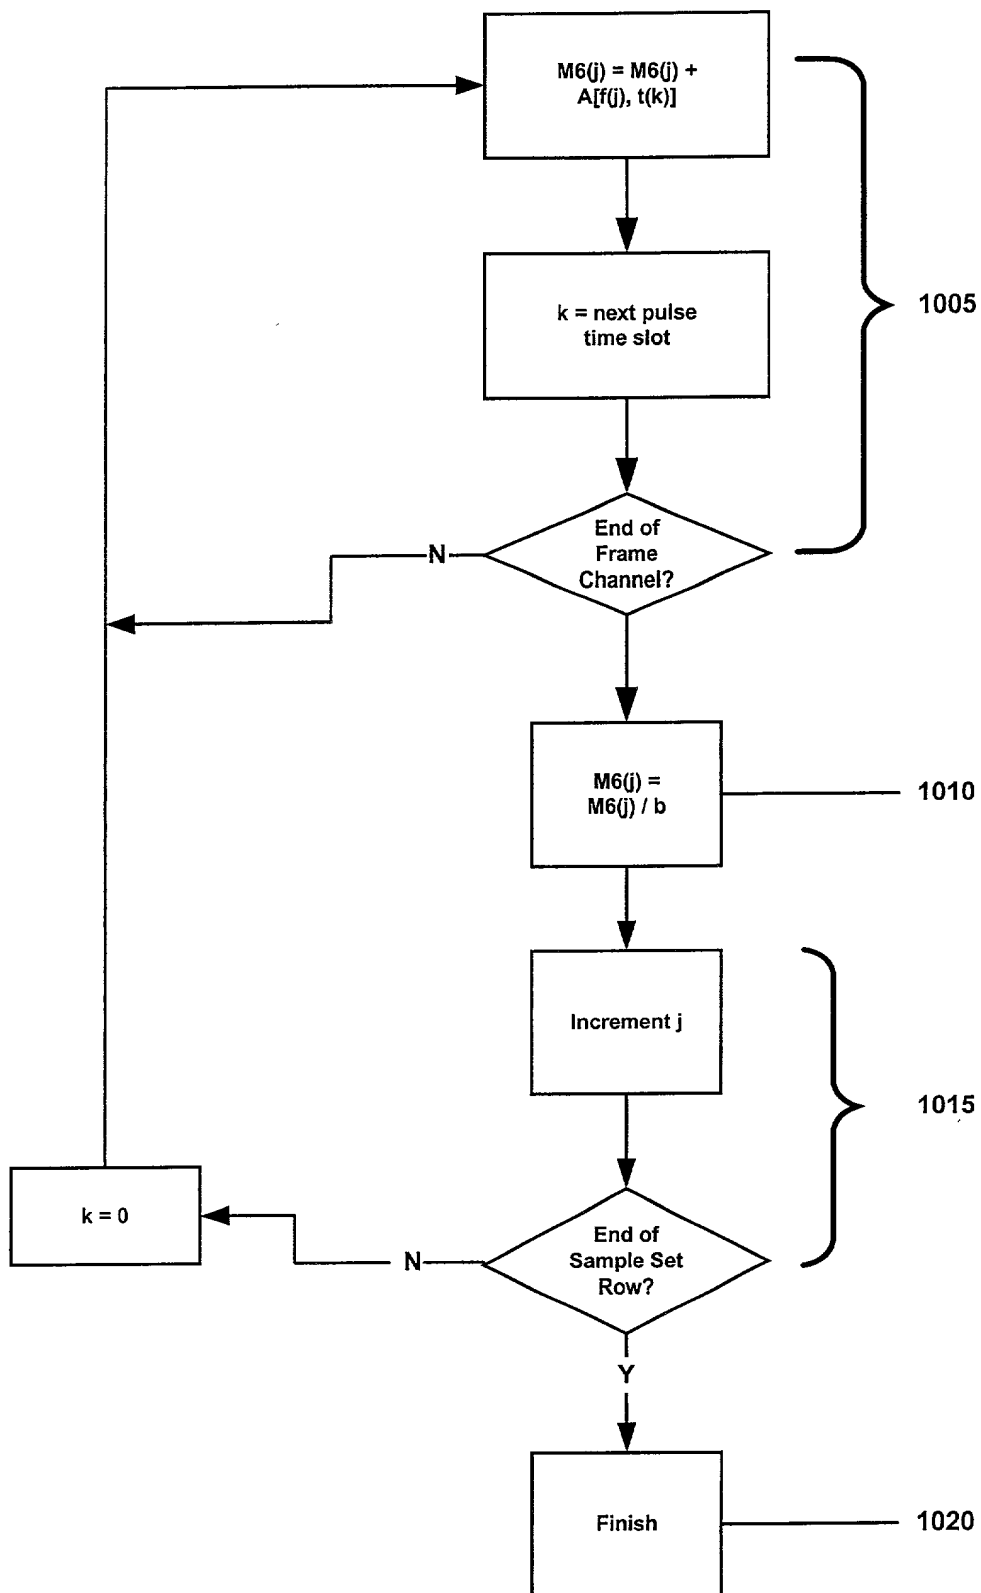 M6(j) = M6(j) +
A[f(j), t(k)]
k = next pulse
time slot
1005
End of
Frame
Channel?
N
M6(j) =
M6(j) / b
1010
Increment j
1015
k = 0
N
End of
Sample Set
Row?
Y
Finish
1020